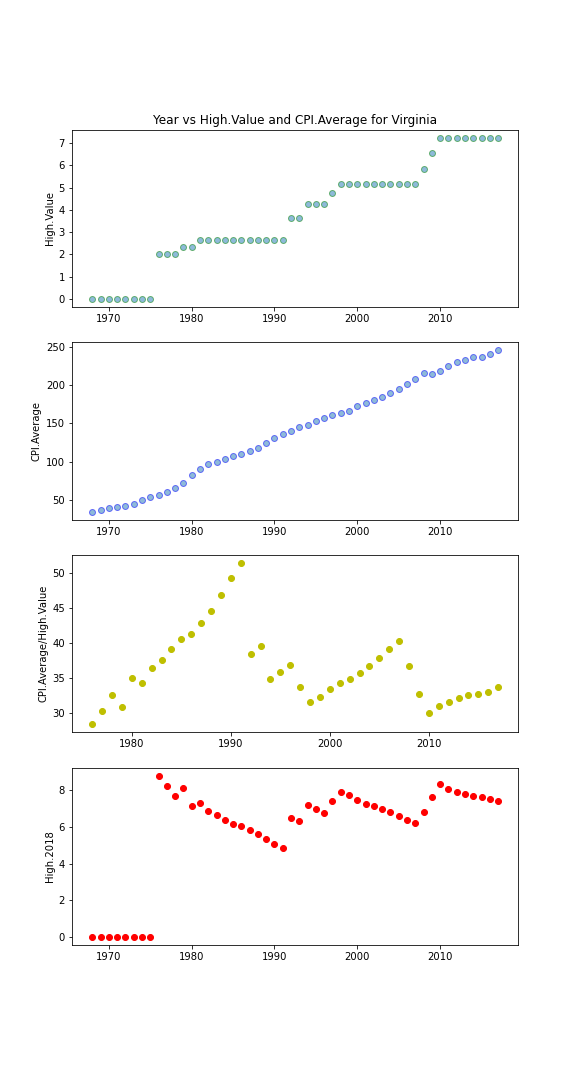 Year vs High.Value and CPI.Average for Virginia
7
6
5
4
3
2
1
0
High.Value
1970 1980 1990 2000 2010
250
200
150
100
50
CPI.Average
1970 1980 1990 2000 2010
50
45
40
35
30
CPI.Average/High.Value
1980 1990 2000 2010
8
6
4
2
0
High.2018
1970 1980 1990 2000 2010